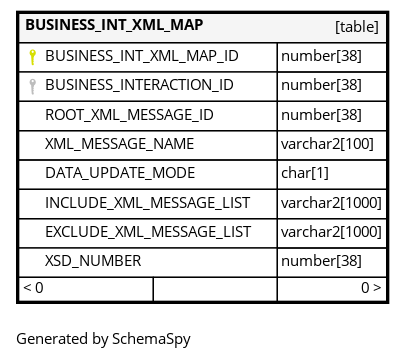 BUSINESS_INT_XML_MAP [table]
BUSINESS_INT_XML_MAP_ID number[38]
BUSINESS_INTERACTION_ID number[38]
ROOT_XML_MESSAGE_ID number[38]
XML_MESSAGE_NAME varchar2[100]
DATA_UPDATE_MODE char[1]
INCLUDE_XML_MESSAGE_LIST varchar2[1000]
EXCLUDE_XML_MESSAGE_LIST varchar2[1000]
XSD_NUMBER number[38]
< 0 0 >
Generated by SchemaSpy